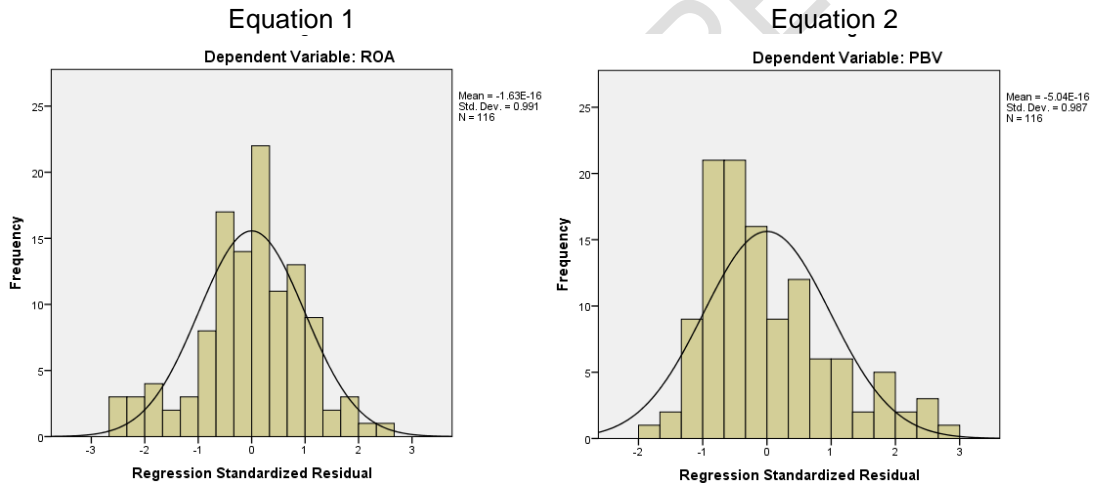 Equation 1
Dependent Variable: ROA
Mean = -1.63E-16
Std. Dev. = 0.991
N = 116
25
20
15
10
5
0
Frequency
-3 -2 -1 0 1 2 3
Regression Standardized Residual
Equation 2
Dependent Variable: PBV
Mean = -5.04E-16
Std. Dev. = 0.987
N = 116
25
20
15
10
5
0
Frequency
-2 -1 0 1 2 3
Regression Standardized Residual